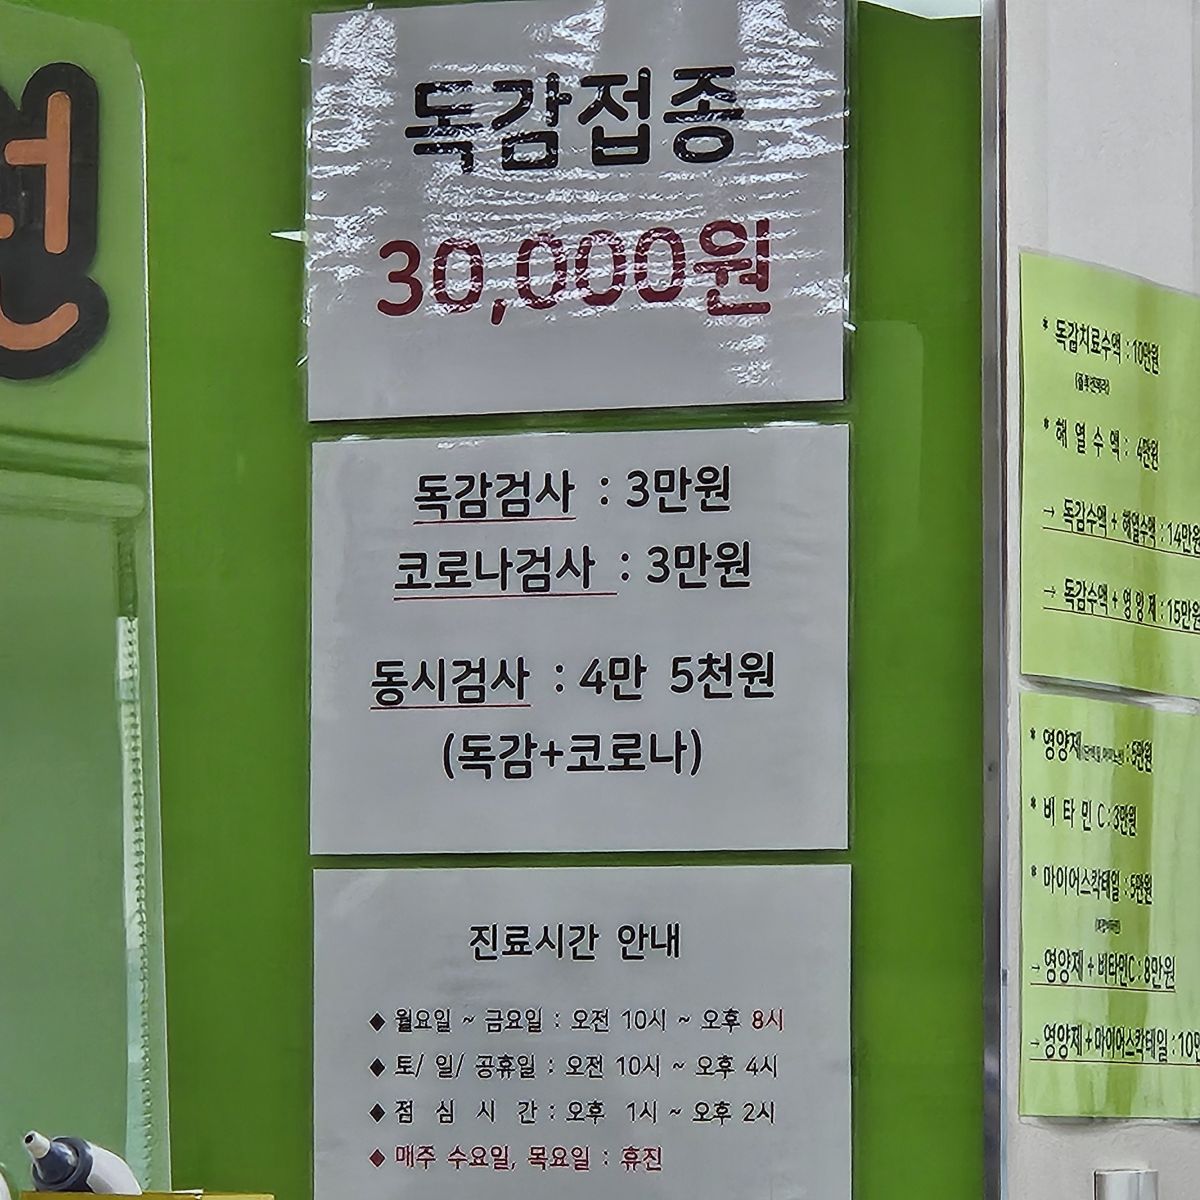 원
독감접종
30,000원
독감검사 : 3만원
코로나검사 : 3만원
동시검사 : 4만 5천원
(독감+코로나)
진료시간 안내
◆ 월요일 ~ 금요일 : 오전 10시 ~ 오후 8시
◆ 토/ 일/ 공휴일 : 오전 10시 ~ 오후 4시
◆ 점 심 시 간 : 오후 1시 ~ 오후 2시
◆ 매주 수요일, 목요일 : 휴진
* 독감치료수액 : 10만원
* 해 열 수 액 : 4만원
→ 독감수액 + 해열수액 : 14만원
→ 독감수액 + 영 양 제 : 15만원
* 영양제 : 5만원
* 비 타 민 C : 3만원
* 마이어스칵테일 : 5만원
→ 영양제 + 비타민C : 8만원
→ 영양제 + 마이어스칵테일 : 10만